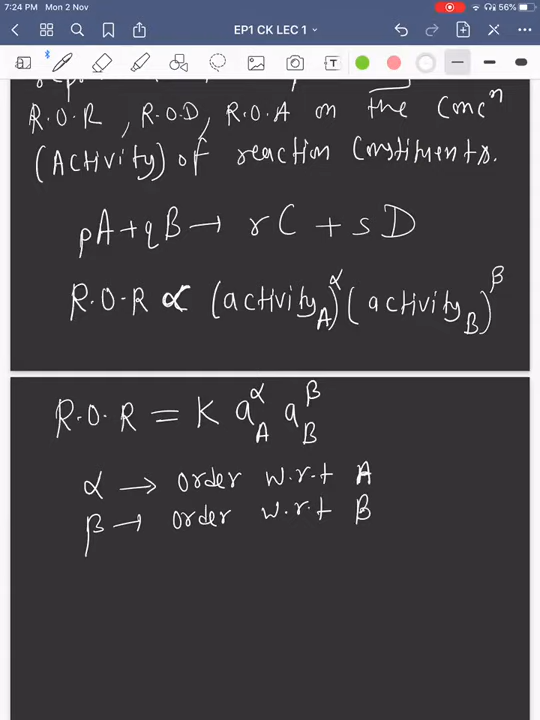 7:24 PM Mon 2 Nov
56%
EP1 CK LEC 1
R.O.R, R.O.D, R.O.A on the Concⁿ
(Activity) of reaction Constituents.
pA+qB→ rC + sD
R.O.R ∝ (activity_A)^α (activity_B)^β
R.O.R = K a_A^α a_B^β
α → order w.r.t A
β → order w.r.t B